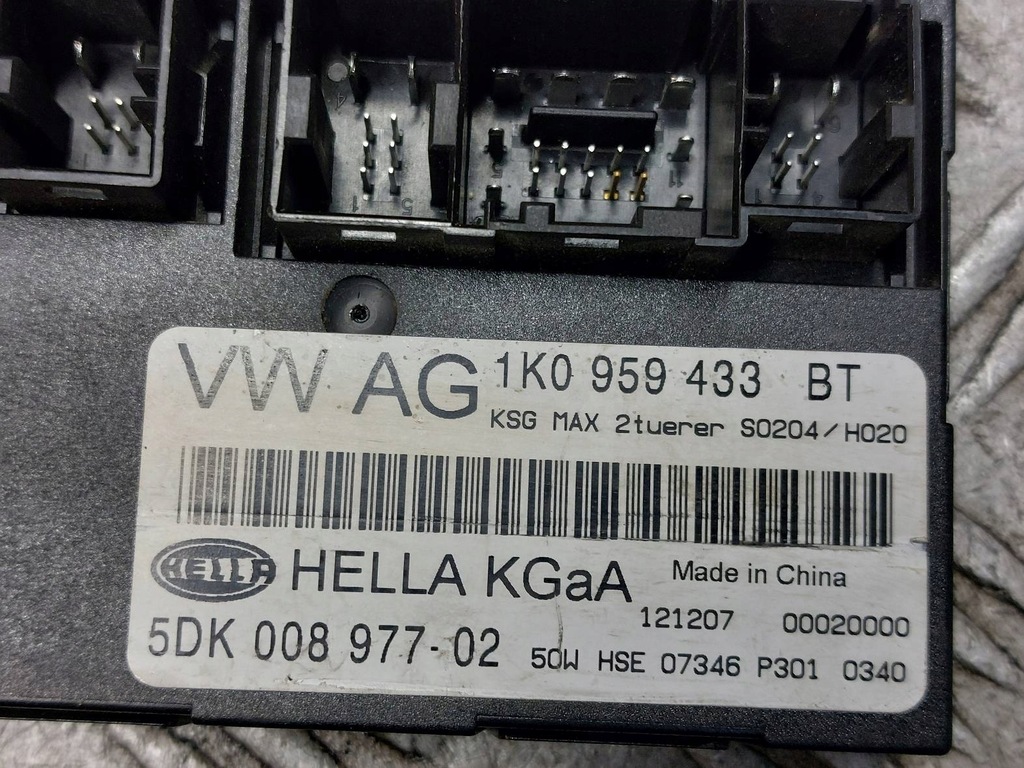 VW AG 1K0 959 433 BT
KSG MAX 2tuerer S0204/H020
HELLA HELLA KGaA Made in China
121207 00020000
5DK 008 977-02 50W HSE 07346 P301 0340